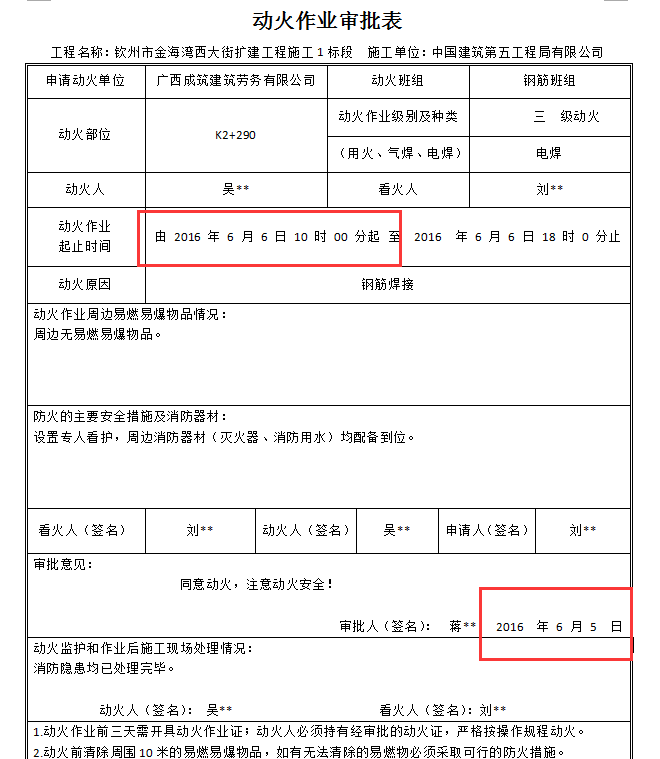 动火作业审批表
工程名称：钦州市金海湾西大街扩建工程施工1标段 施工单位：中国建筑第五工程局有限公司
申请动火单位 广西成筑建筑劳务有限公司 动火班组 钢筋班组
动火部位 K2+290 动火作业级别及种类 三 级动火
（用火、气焊、电焊） 电焊
动火人 吴** 看火人 刘**
动火作业
起止时间
由 2016 年 6 月 6 日 10 时 00 分起 至 2016 年 6 月 6 日 18 时 0 分止
动火原因 钢筋焊接
动火作业周边易燃易爆物品情况：
周边无易燃易爆物品。
防火的主要安全措施及消防器材：
设置专人看护，周边消防器材（灭火器、消防用水）均配备到位。
看火人（签名） 刘** 动火人（签名） 吴** 申请人（签名） 刘**
审批意见：
同意动火，注意动火安全！
审批人（签名）： 蒋** 2016 年 6 月 5 日
动火监护和作业后施工现场处理情况：
消防隐患均已处理完毕。
动火人（签名）： 吴** 看火人（签名）：刘**
1.动火作业前三天需开具动火作业证；动火人必须持有经审批的动火证，严格按操作规程动火。
2.动火前清除周围10米的易燃易爆物品，如有无法清除的易燃物必须采取可行的防火措施。